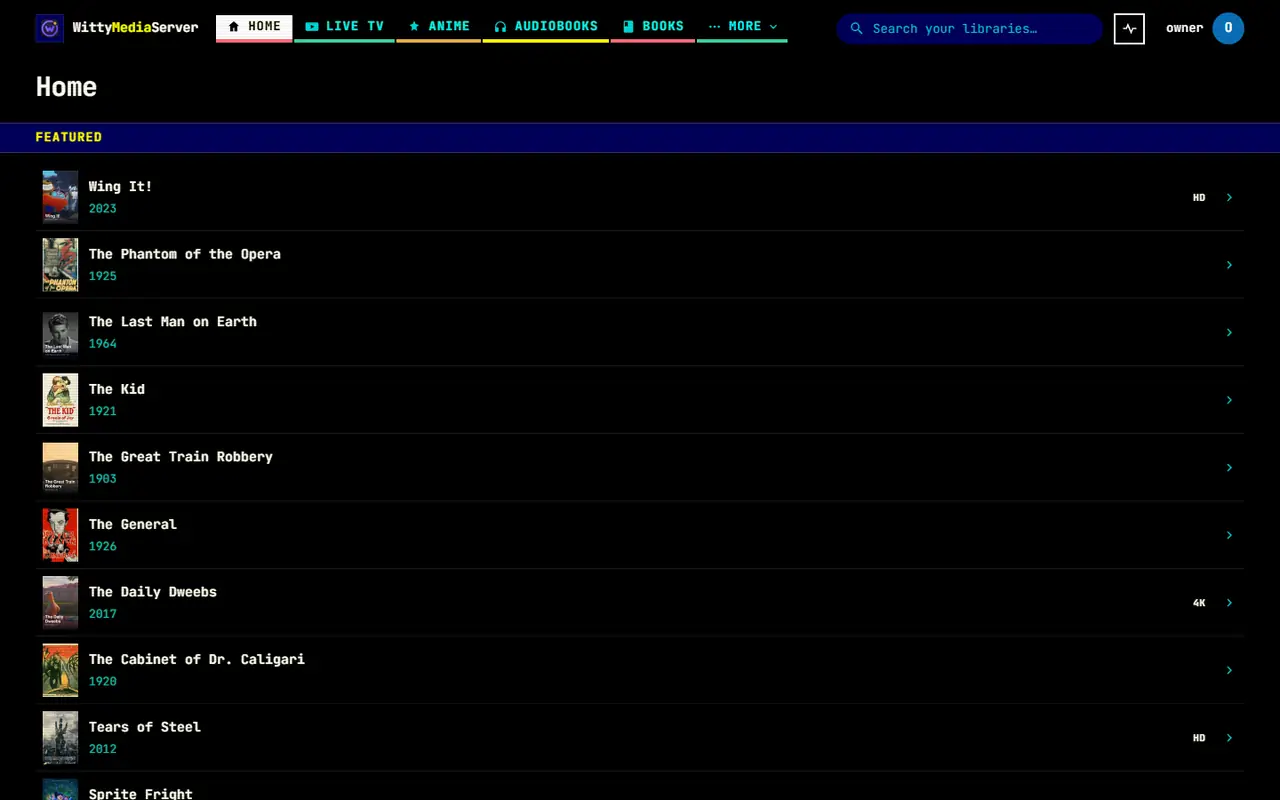 WittyMediaServer
HOME
LIVE TV
ANIME
AUDIOBOOKS
BOOKS
MORE
Search your libraries…
owner
O
Home
FEATURED
Wing It!
2023
HD
The Phantom of the Opera
1925
The Last Man on Earth
1964
The Kid
1921
The Great Train Robbery
1903
The General
1926
The Daily Dweebs
2017
4K
The Cabinet of Dr. Caligari
1920
Tears of Steel
2012
HD
Sprite Fright